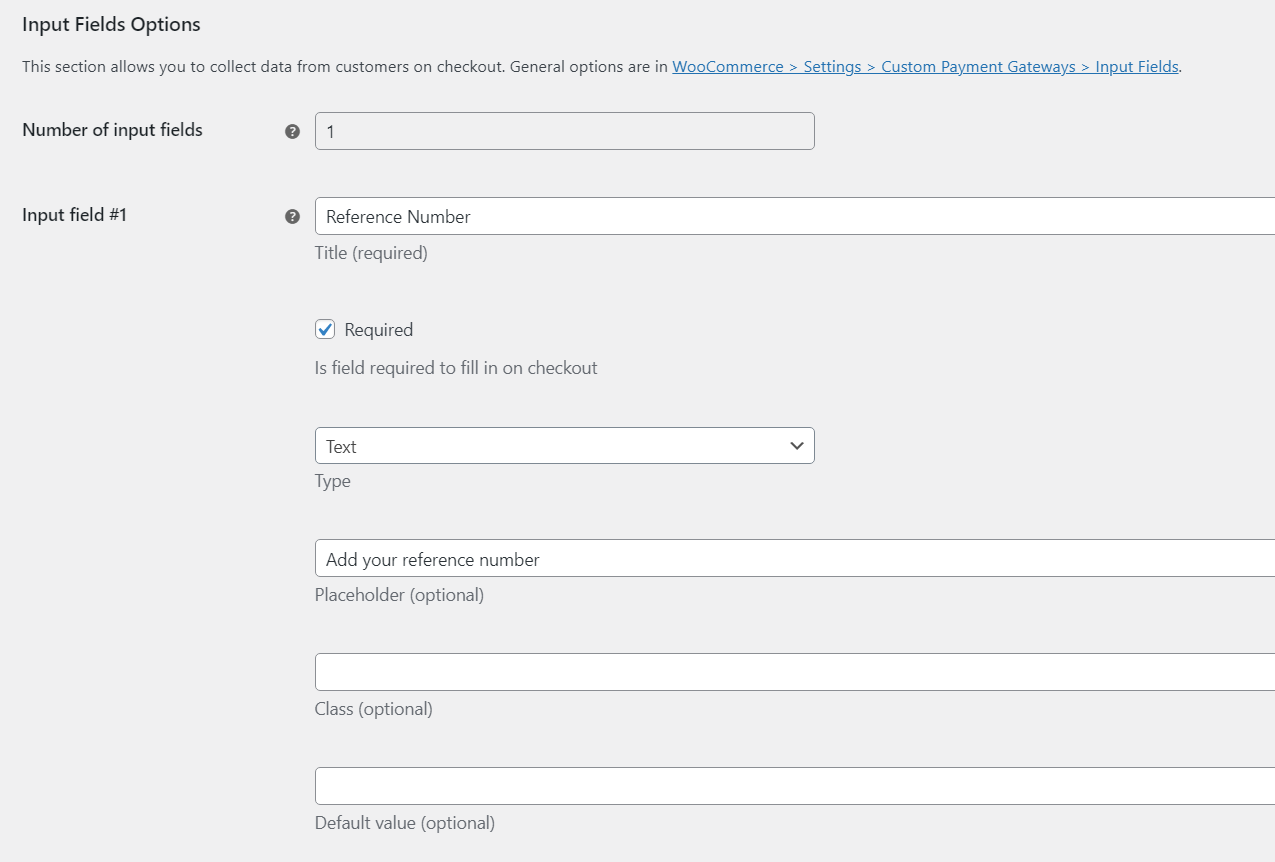 Input Fields Options
This section allows you to collect data from customers on checkout. General options are in WooCommerce > Settings > Custom Payment Gateways > Input Fields.
Number of input fields
?
1
Input field #1
?
Reference Number
Title (required)
Required
Is field required to fill in on checkout
Text
Type
Add your reference number
Placeholder (optional)
Class (optional)
Default value (optional)